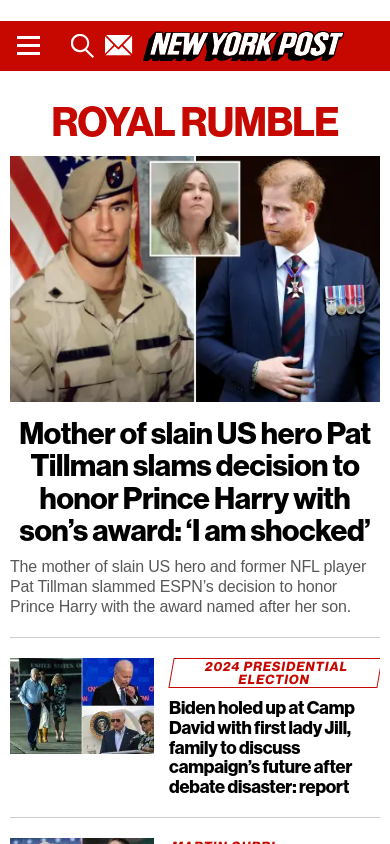 NEW YORK POST
ROYAL RUMBLE
Mother of slain US hero Pat
Tillman slams decision to
honor Prince Harry with
son’s award: ‘I am shocked’
The mother of slain US hero and former NFL player
Pat Tillman slammed ESPN’s decision to honor
Prince Harry with the award named after her son.
2024 PRESIDENTIAL
ELECTION
Biden holed up at Camp
David with first lady Jill,
family to discuss
campaign’s future after
debate disaster: report